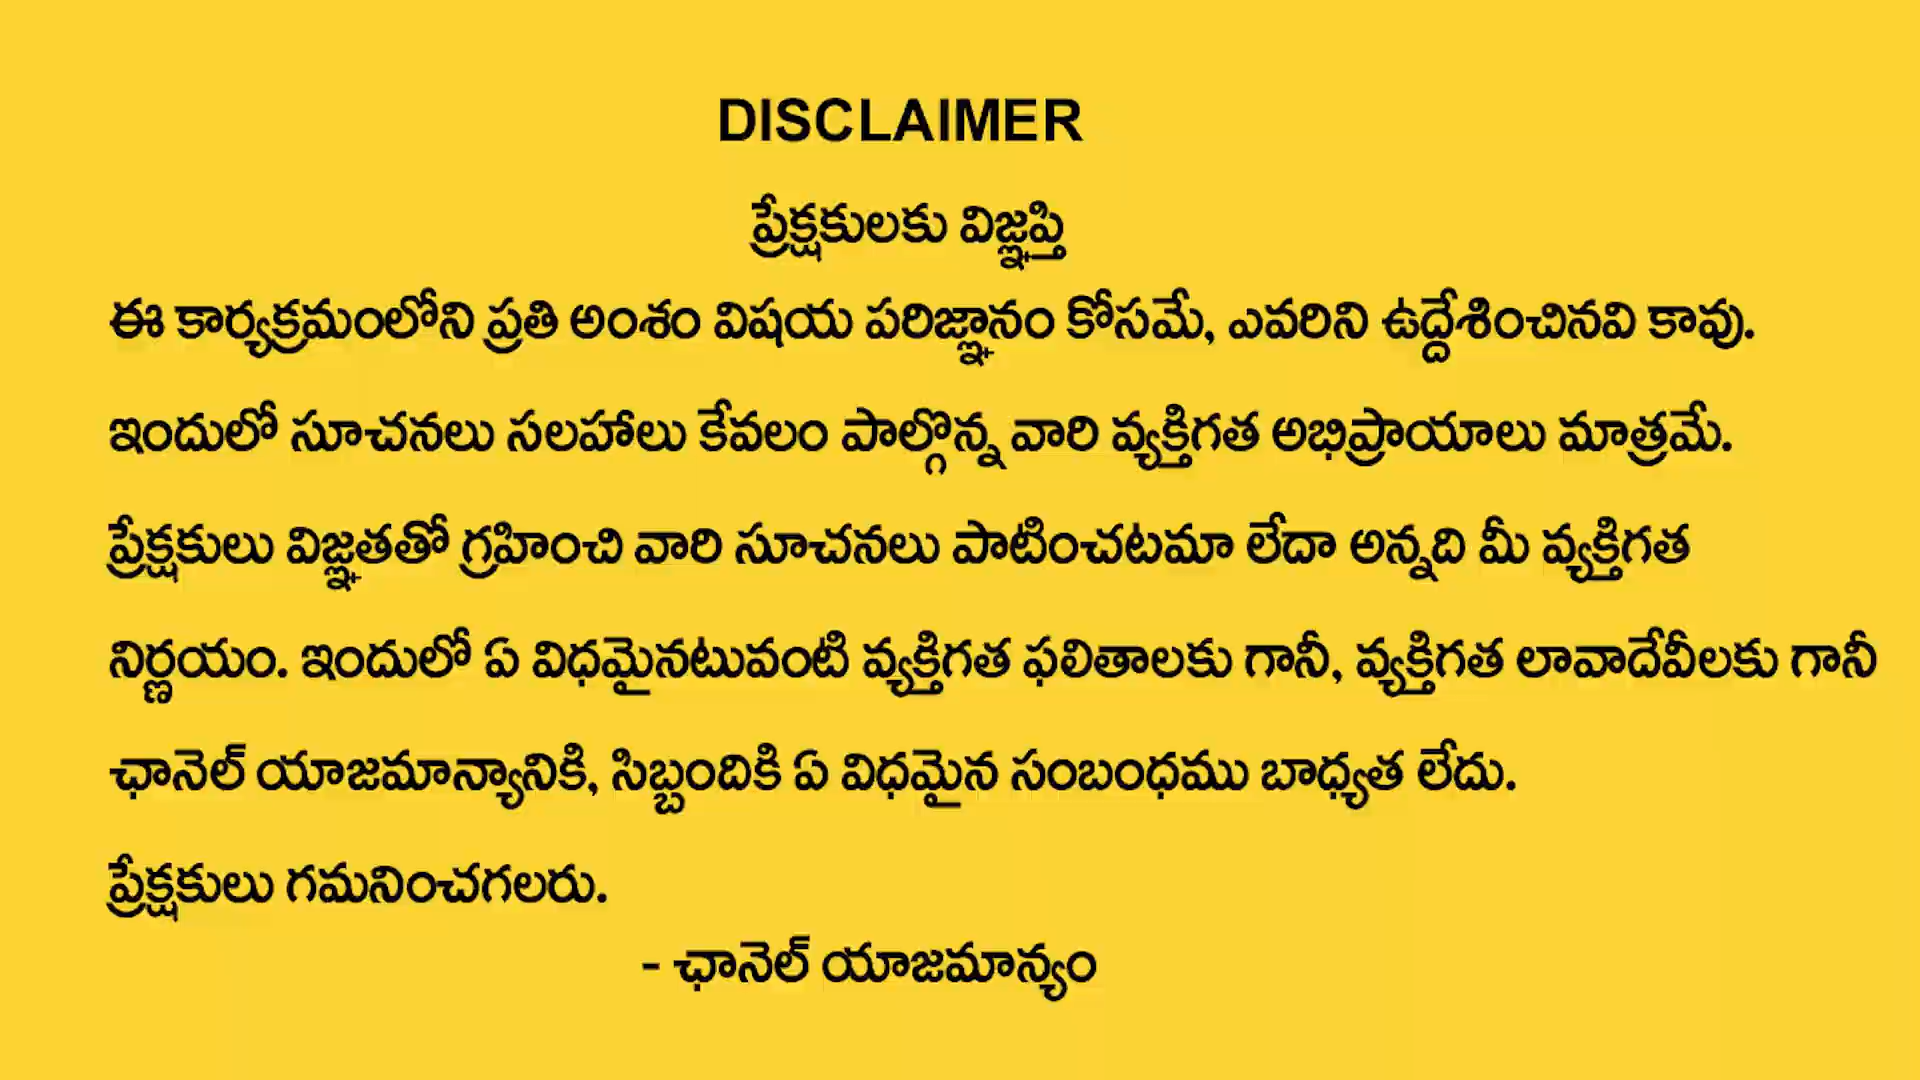 DISCLAIMER
ప్రేక్షకులకు విజ్ఞప్తి
ఈ కార్యక్రమంలోని ప్రతి అంశం విషయ పరిజ్ఞానం కోసమే, ఎవరిని ఉద్దేశించినవి కావు.
ఇందులో సూచనలు సలహాలు కేవలం పాల్గొన్న వారి వ్యక్తిగత అభిప్రాయాలు మాత్రమే.
ప్రేక్షకులు విజ్ఞతతో గ్రహించి వారి సూచనలు పాటించటమా లేదా అన్నది మీ వ్యక్తిగత
నిర్ణయం. ఇందులో ఏ విధమైనటువంటి వ్యక్తిగత ఫలితాలకు గానీ, వ్యక్తిగత లావాదేవీలకు గానీ
ఛానెల్ యాజమాన్యానికి, సిబ్బందికి ఏ విధమైన సంబంధము బాధ్యత లేదు.
ప్రేక్షకులు గమనించగలరు.
- ఛానెల్ యాజమాన్యం